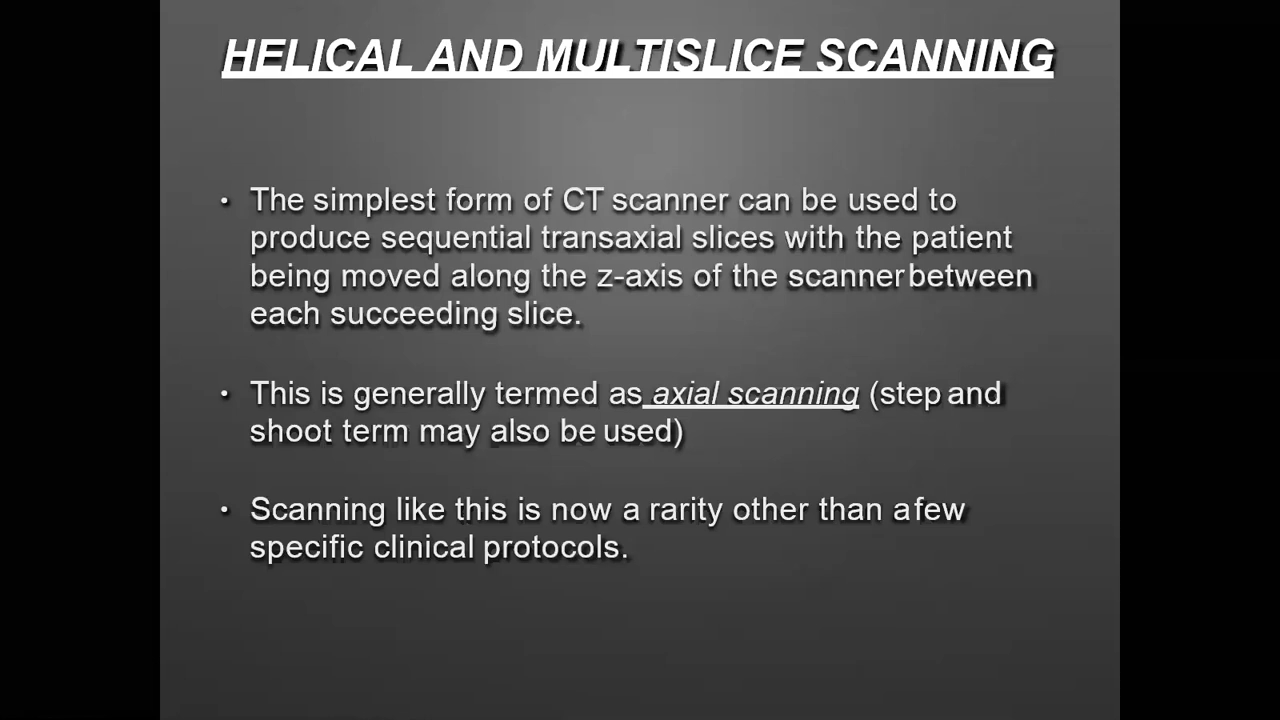 HELICAL AND MULTISLICE SCANNING
• The simplest form of CT scanner can be used to
produce sequential transaxial slices with the patient
being moved along the z-axis of the scanner between
each succeeding slice.
• This is generally termed as axial scanning (step and
shoot term may also be used)
• Scanning like this is now a rarity other than a few
specific clinical protocols.